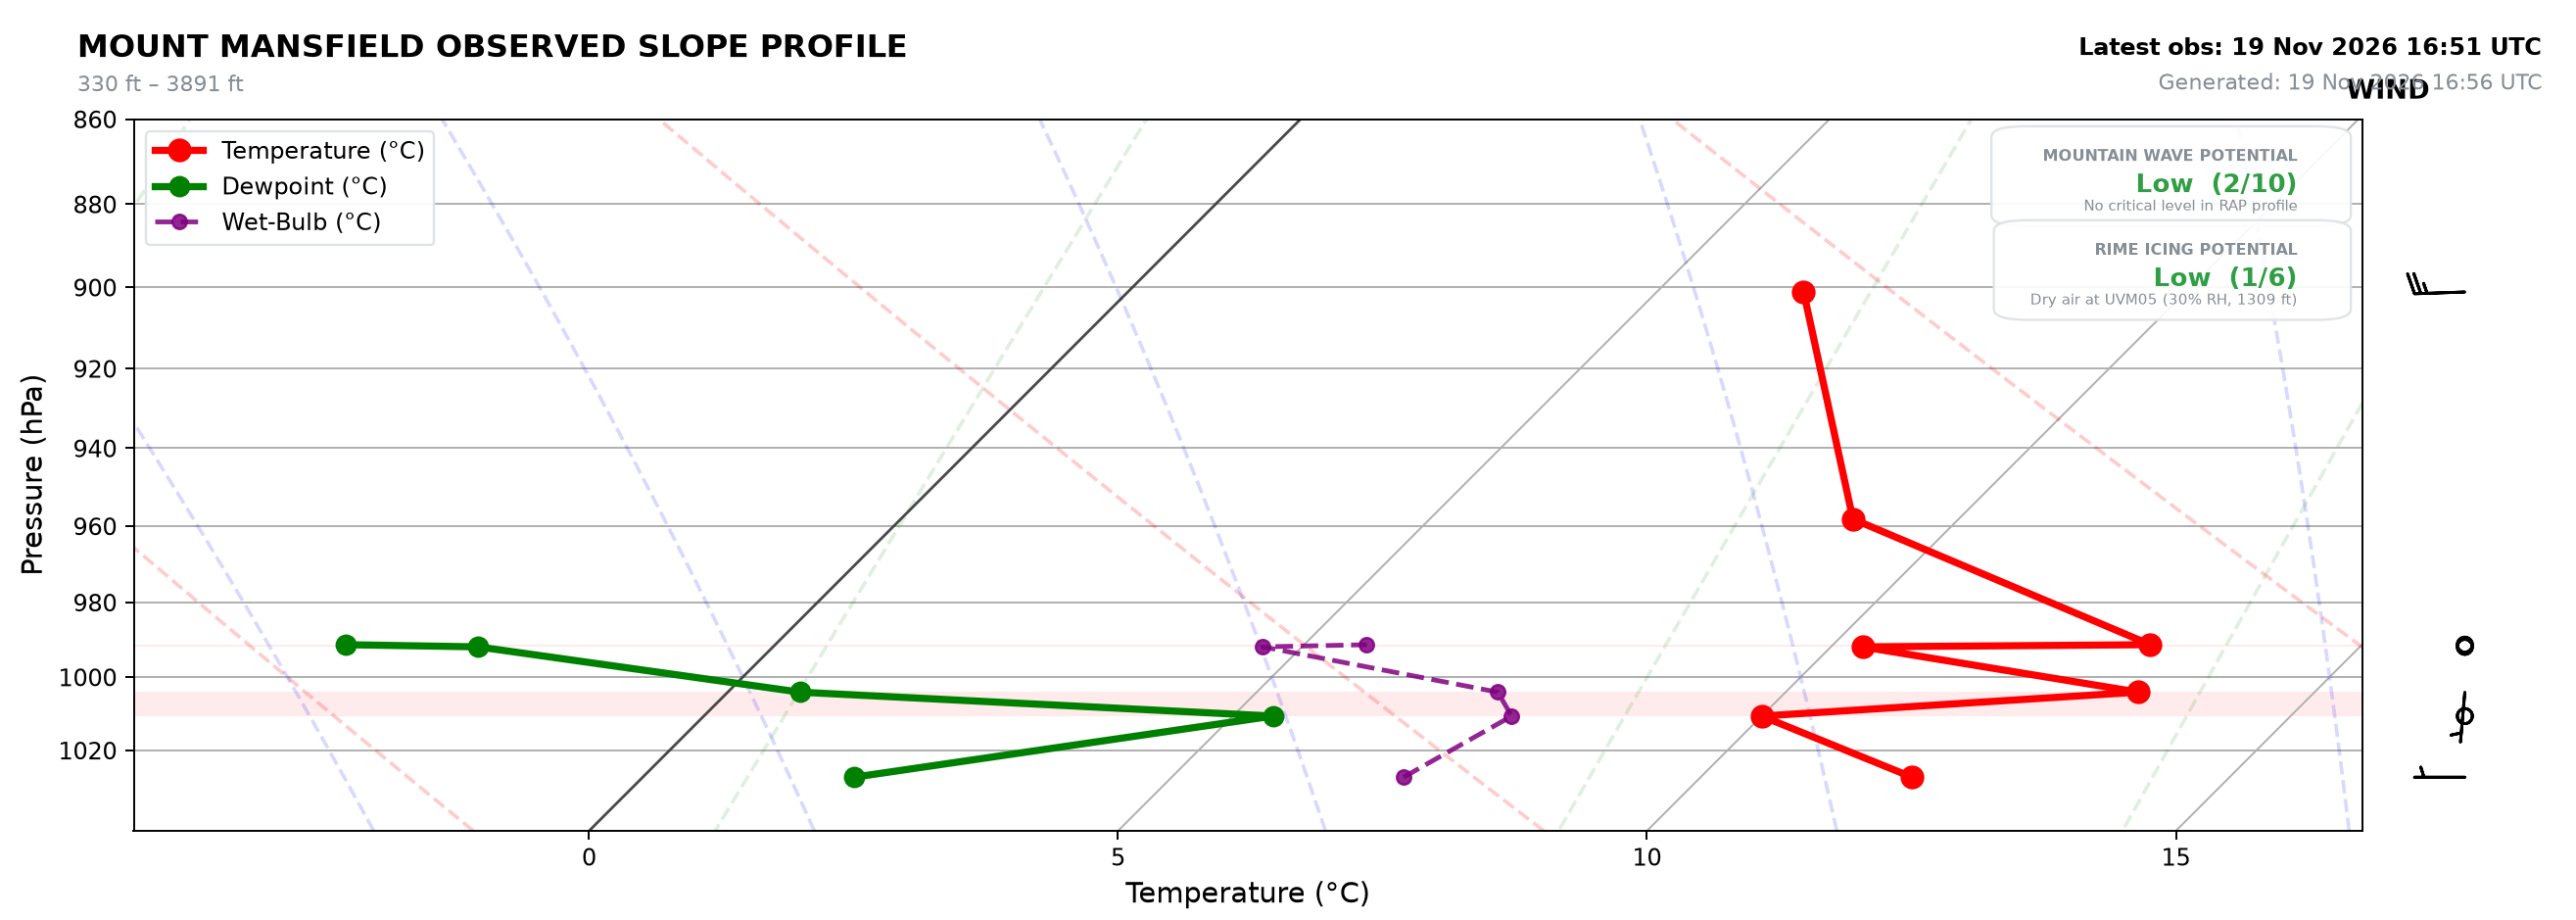 MOUNT MANSFIELD OBSERVED SLOPE PROFILE
Latest obs: 19 Nov 2026 16:51 UTC
330 ft – 3891 ft
Generated: 19 Nov 2026 16:56 UTC
WIND
Temperature (°C)
Dewpoint (°C)
Wet-Bulb (°C)
MOUNTAIN WAVE POTENTIAL
Low (2/10)
No critical level in RAP profile
RIME ICING POTENTIAL
Low (1/6)
Dry air at UVM05 (30% RH, 1309 ft)
Pressure (hPa)
860
880
900
920
940
960
980
1000
1020
0 5 10 15
Temperature (°C)